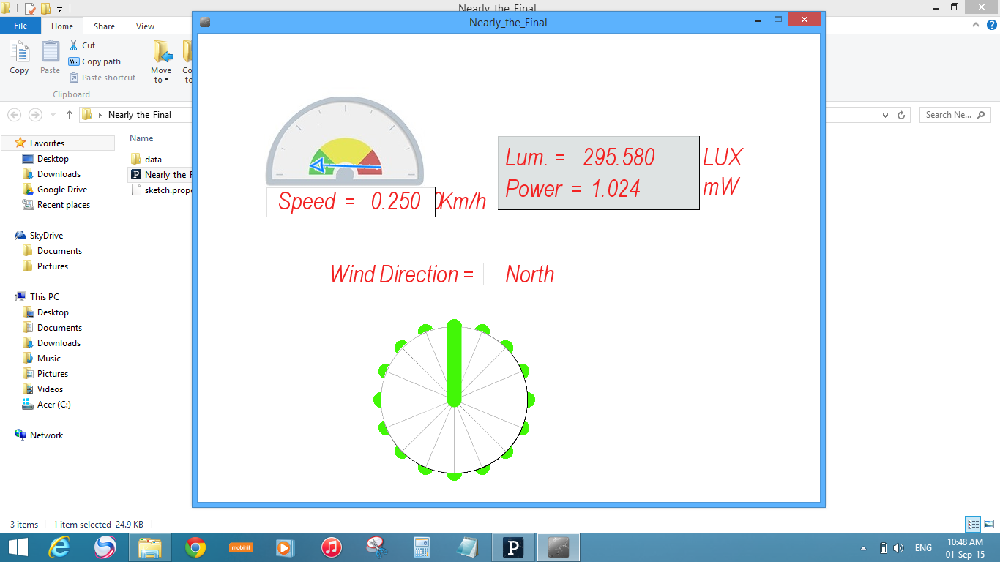 Nearly_the_Final
Nearly_the_Final
File
Home
Share
View
Copy
Paste
Cut
Copy path
Paste shortcut
Move to
Co
to
Clipboard
Nearly_the_Final
Search Ne...
Favorites
Desktop
Downloads
Google Drive
Recent places
SkyDrive
Documents
Pictures
This PC
Desktop
Documents
Downloads
Music
Pictures
Videos
Acer (C:)
Network
Name
data
Nearly_the_F
sketch.prope
Speed = 0.250 0Km/h
Lum. = 295.580 LUX
Power = 1.024 mW
Wind Direction = North
3 items 1 item selected 24.9 KB
mobinil
P
ENG
10:48 AM
01-Sep-15